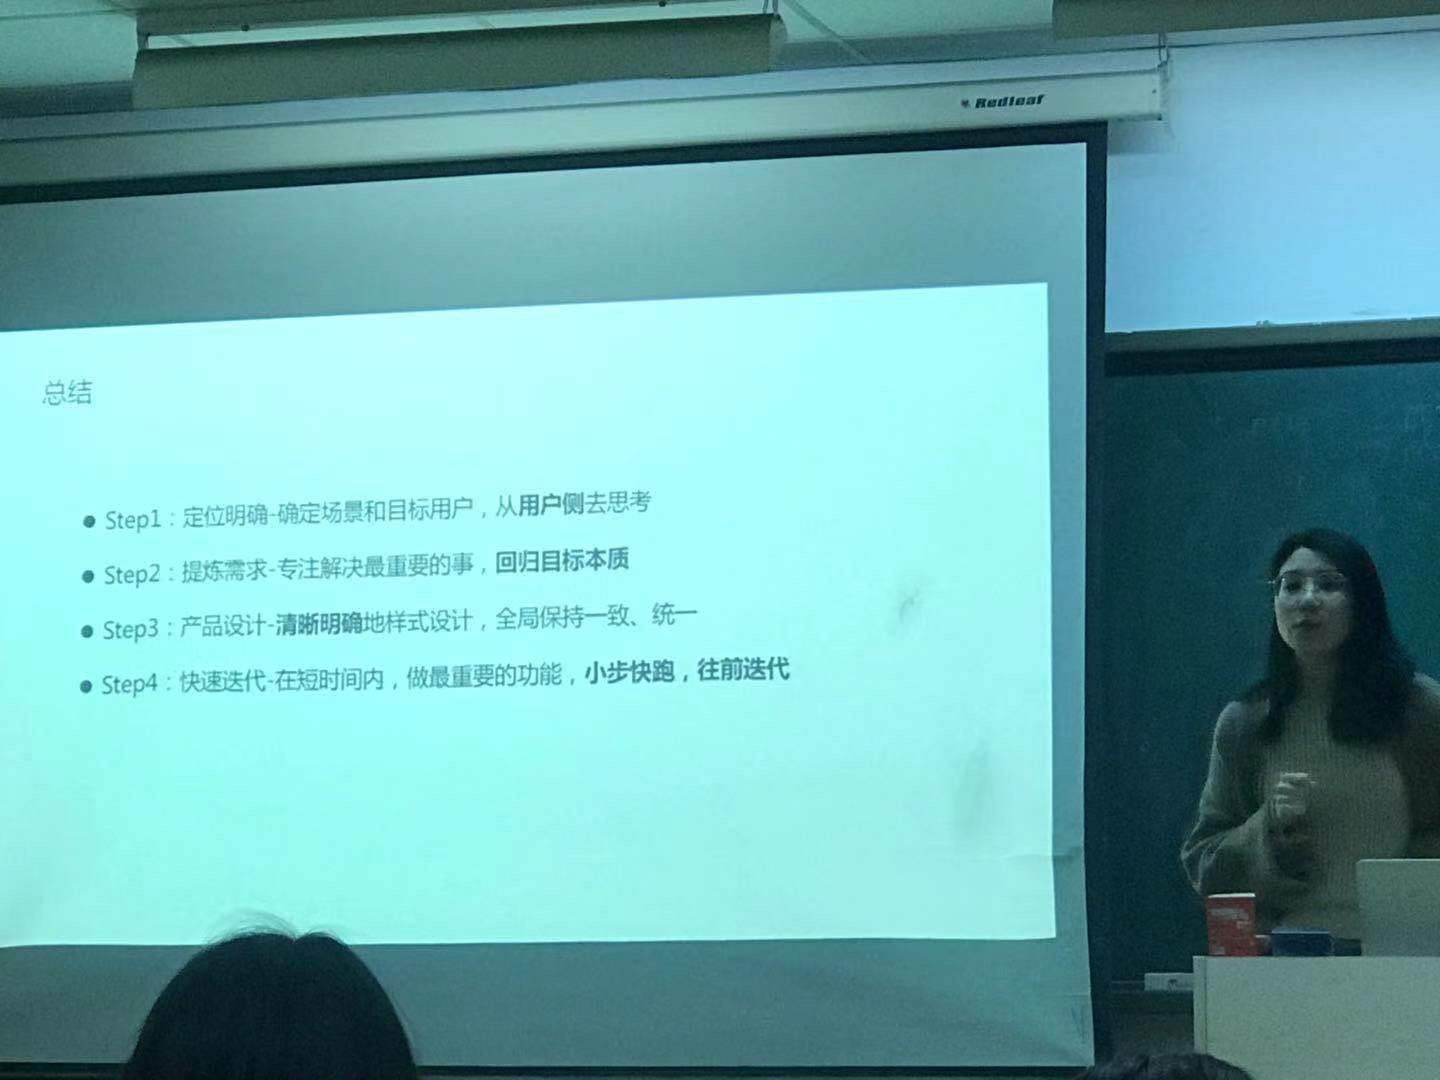 Redleaf
总结
Step1：定位明确-确定场景和目标用户，从用户侧去思考
Step2：提炼需求-专注解决最重要的事，回归目标本质
Step3：产品设计-清晰明确地样式设计，全局保持一致、统一
Step4：快速迭代-在短时间内，做最重要的功能，小步快跑，往前迭代